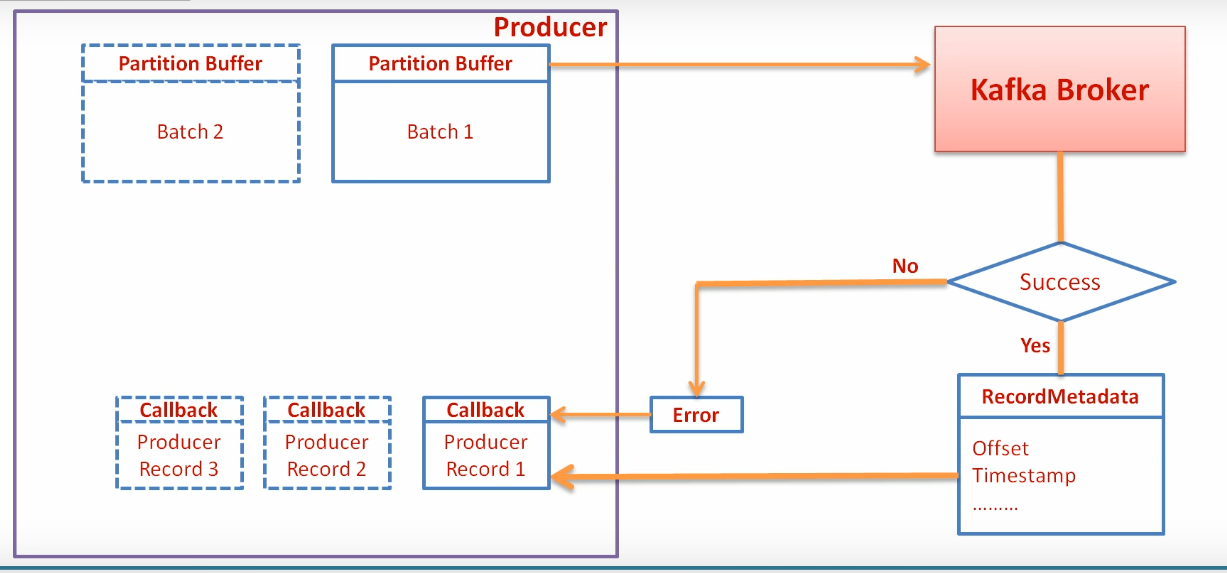 Producer
Partition Buffer
Batch 2
Partition Buffer
Batch 1
Kafka Broker
Success
No
Yes
RecordMetadata
Offset
Timestamp
.........
Error
Callback
Producer
Record 3
Callback
Producer
Record 2
Callback
Producer
Record 1